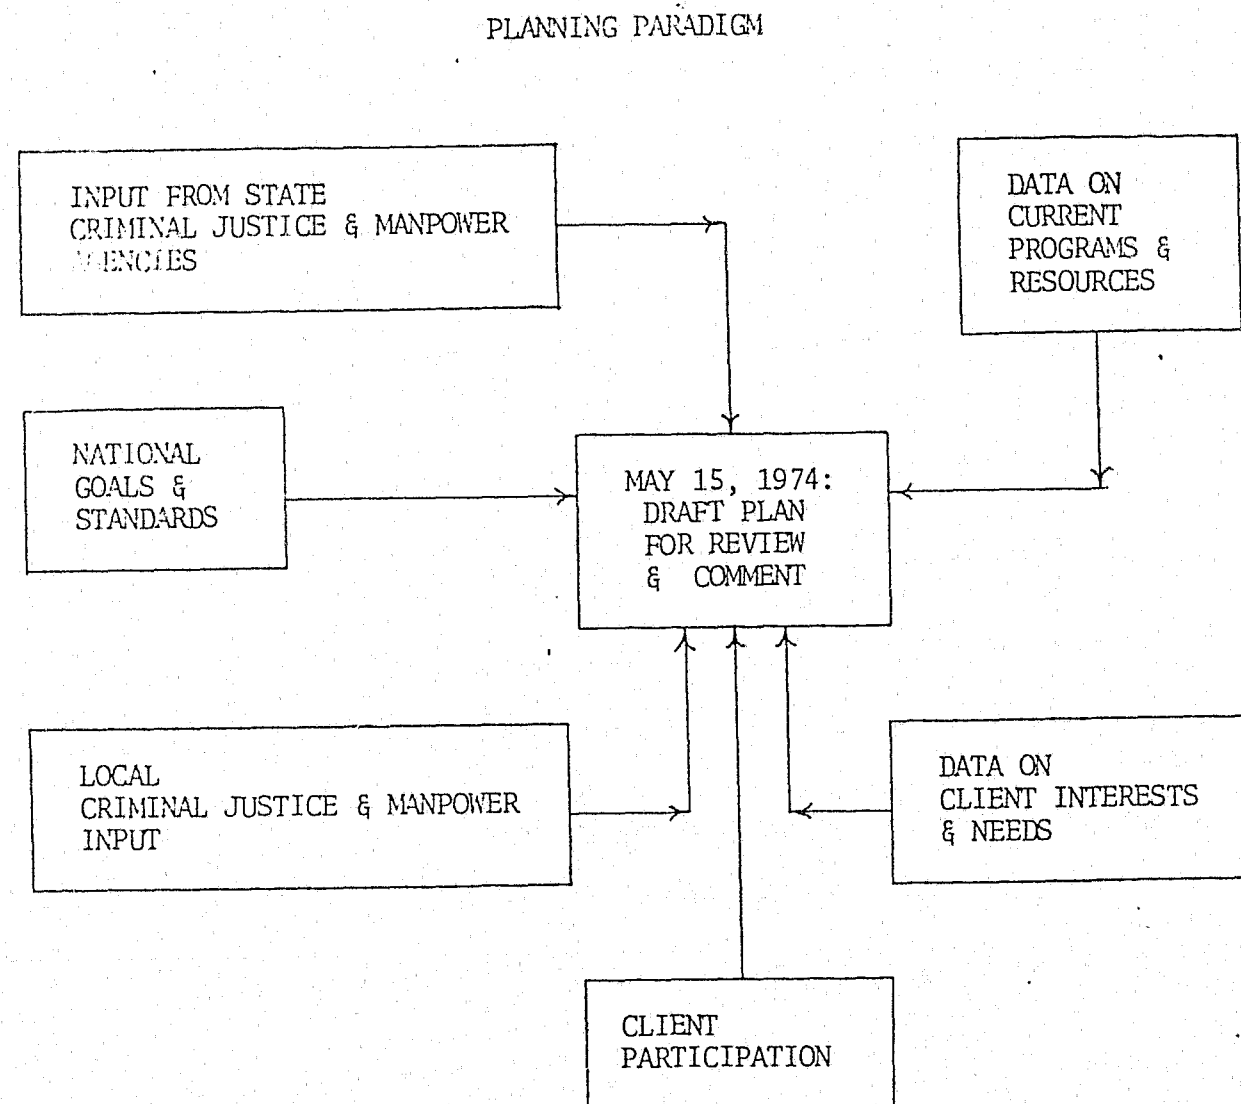 PLANNING PARADIGM
INPUT FROM STATE
CRIMINAL JUSTICE & MANPOWER
AGENCIES
DATA ON
CURRENT
PROGRAMS &
RESOURCES
NATIONAL
GOALS &
STANDARDS
MAY 15, 1974:
DRAFT PLAN
FOR REVIEW
& COMMENT
LOCAL
CRIMINAL JUSTICE & MANPOWER
INPUT
DATA ON
CLIENT INTERESTS
& NEEDS
CLIENT
PARTICIPATION